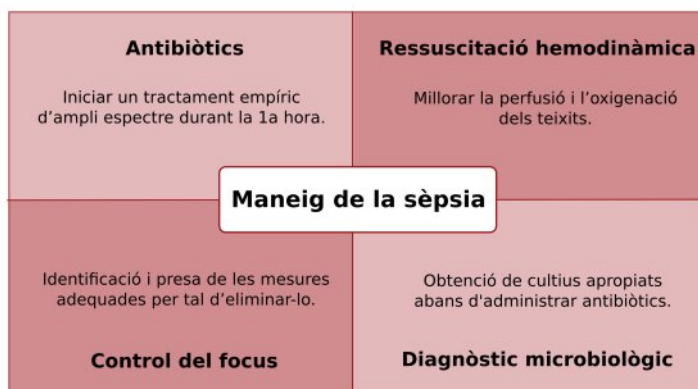 Antibiòtics
Iniciar un tractament empíric
d’ampli espectre durant la 1a hora.
Ressuscitació hemodinàmica
Millorar la perfusió i l’oxigenació
dels teixits.
Maneig de la sèpsia
Identificació i presa de les mesures
adequades per tal d’eliminar-lo.
Control del focus
Obtenció de cultius apropiats
abans d'administrar antibiòtics.
Diagnòstic microbiològic